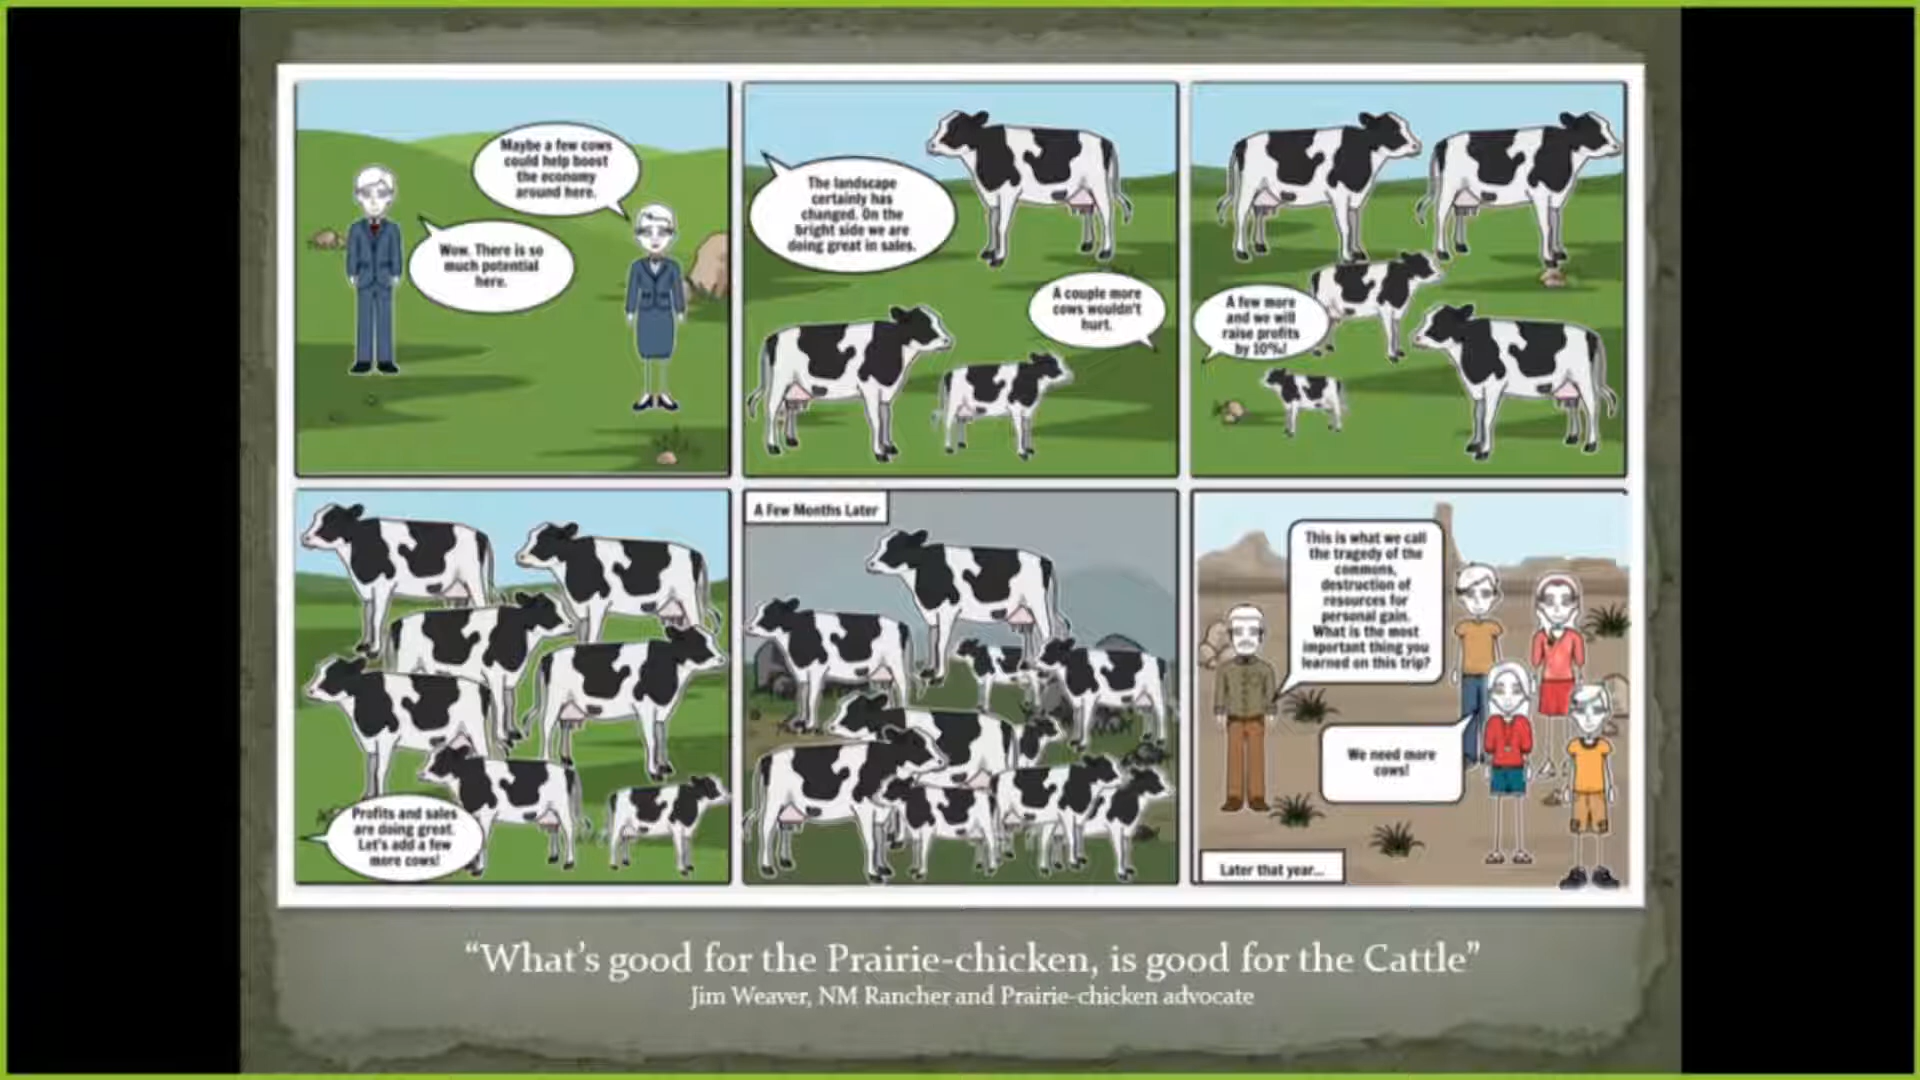 Maybe a few cows
could help boost
the economy
around here.
Wow. There is so
much potential
here.
The landscape
certainly has
changed. On the
bright side we are
doing great in sales.
A couple more
cows wouldn't
hurt.
A few more
and we will
raise profits
by 10%!
Profits and sales
are doing great.
Let's add a few
more cows!
A Few Months Later
This is what we call
the tragedy of the
commons,
destruction of
resources for
personal gain.
What is the most
important thing you
learned on this trip?
We need more
cows!
Later that year...
“What’s good for the Prairie-chicken, is good for the Cattle”
Jim Weaver, NM Rancher and Prairie-chicken advocate